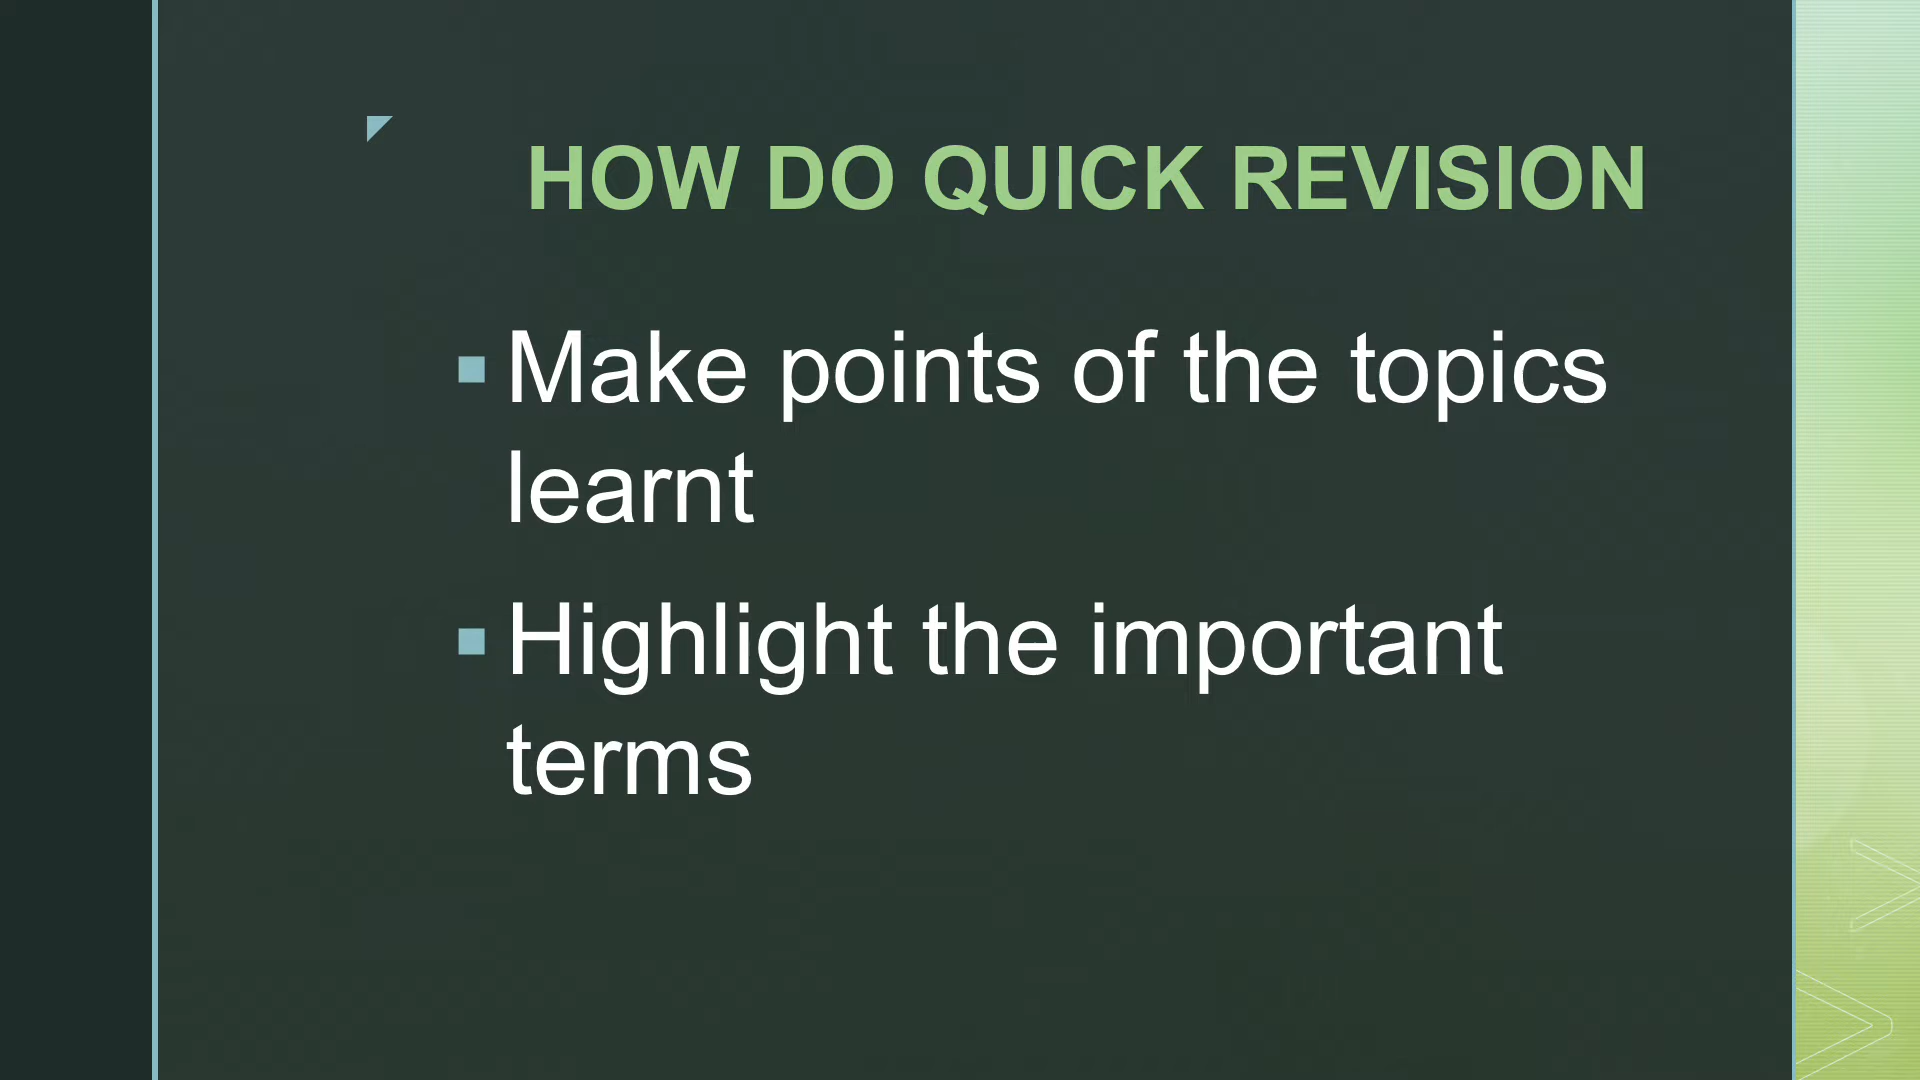 HOW DO QUICK REVISION
Make points of the topics
learnt
Highlight the important
terms